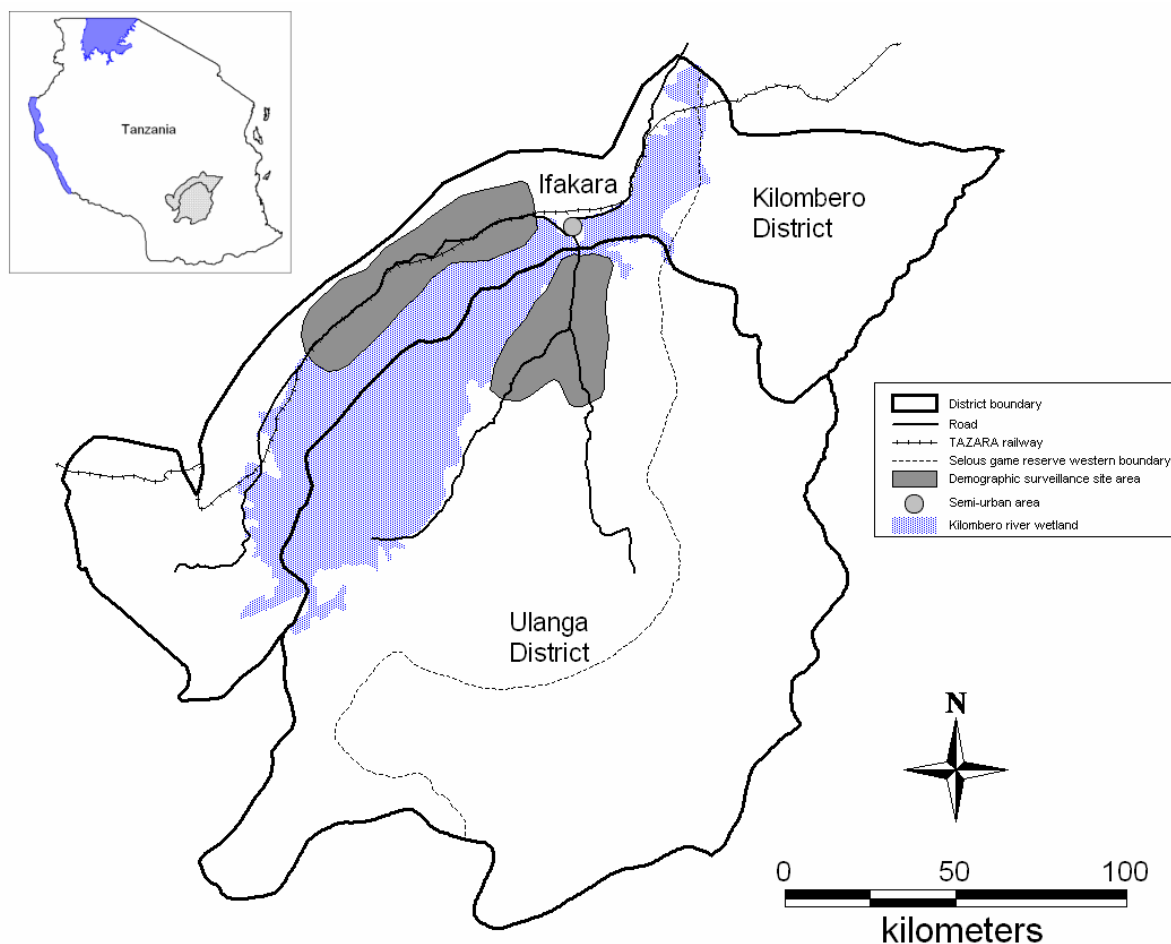 Tanzania
Ifakara
Kilombero
District
District boundary
Road
TAZARA railway
Selous game reserve western boundary
Demographic surveillance site area
Semi-urban area
Kilombero river wetland
Ulanga
District
N
0 50 100
kilometers